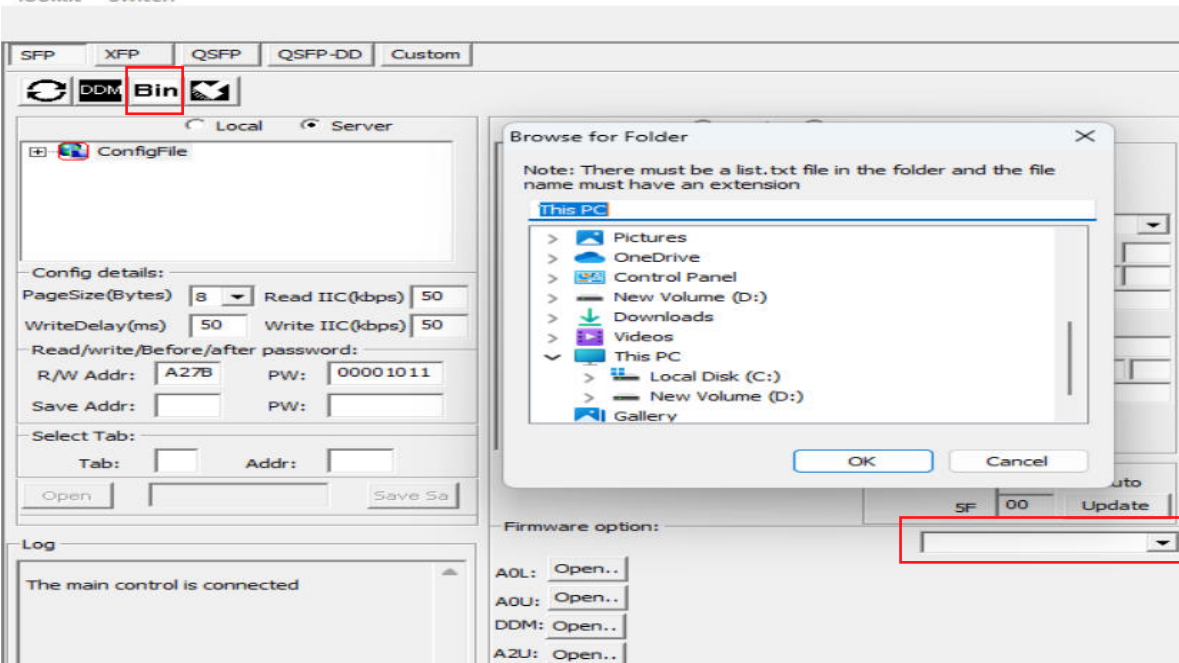 SFP XFP QSFP QSFP-DD Custom
DDM Bin
Local Server
ConfigFile
Config details:
PageSize(Bytes) 8 Read IIC(kbps) 50
WriteDelay(ms) 50 Write IIC(kbps) 50
Read/write/Before/after password:
R/W Addr: A27B PW: 00001011
Save Addr: PW:
Select Tab:
Tab: Addr:
Open Save Sa
Log
The main control is connected
Browse for Folder
Note: There must be a list.txt file in the folder and the file
name must have an extension
This PC
Pictures
OneDrive
Control Panel
New Volume (D:)
Downloads
Videos
This PC
Local Disk (C:)
New Volume (D:)
Gallery
OK Cancel
SF 00 Update
Firmware option:
A0L: Open..
A0U: Open..
DDM: Open..
A2U: Open..